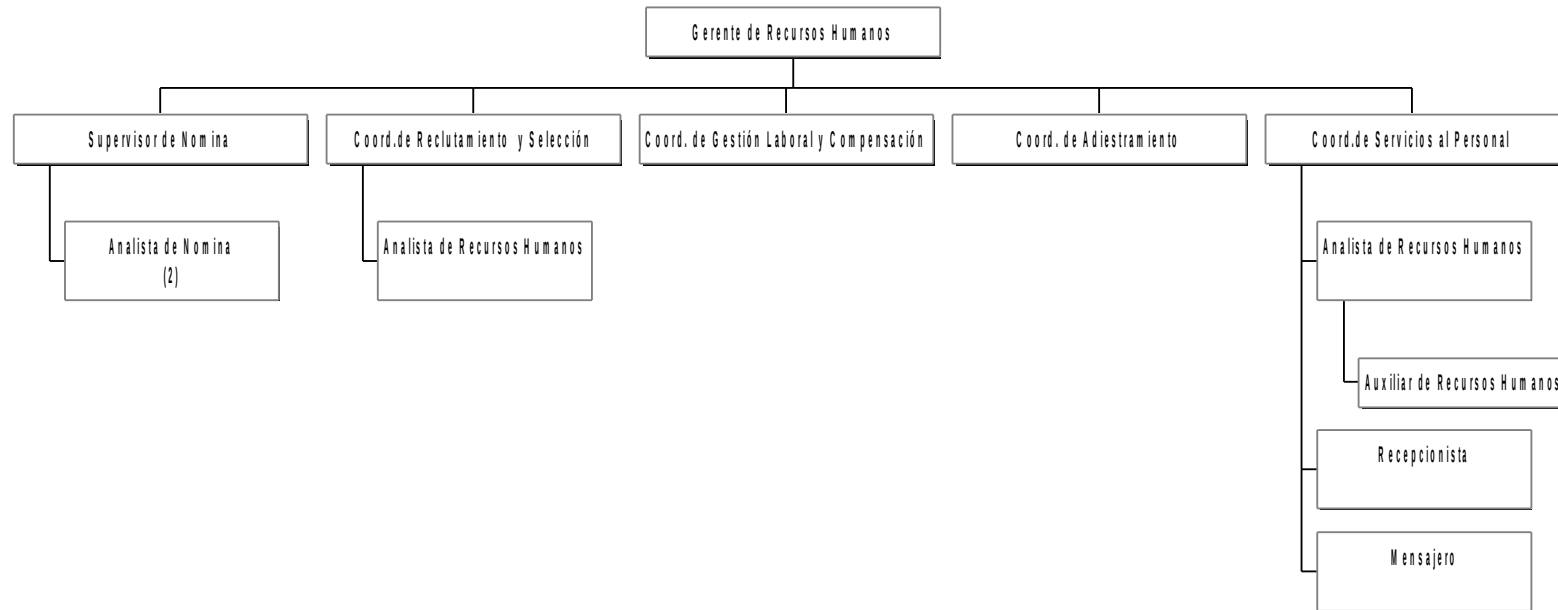 Gerente de Recursos Humanos
Supervisor de Nomina
Coord.de Reclutamiento y Selección
Coord. de Gestión Laboral y Compensación
Coord. de Adiestramiento
Coord.de Servicios al Personal
Analista de Nomina
(2)
Analista de Recursos Humanos
Analista de Recursos Humanos
Auxiliar de Recursos Humanos
Recepcionista
Mensajero